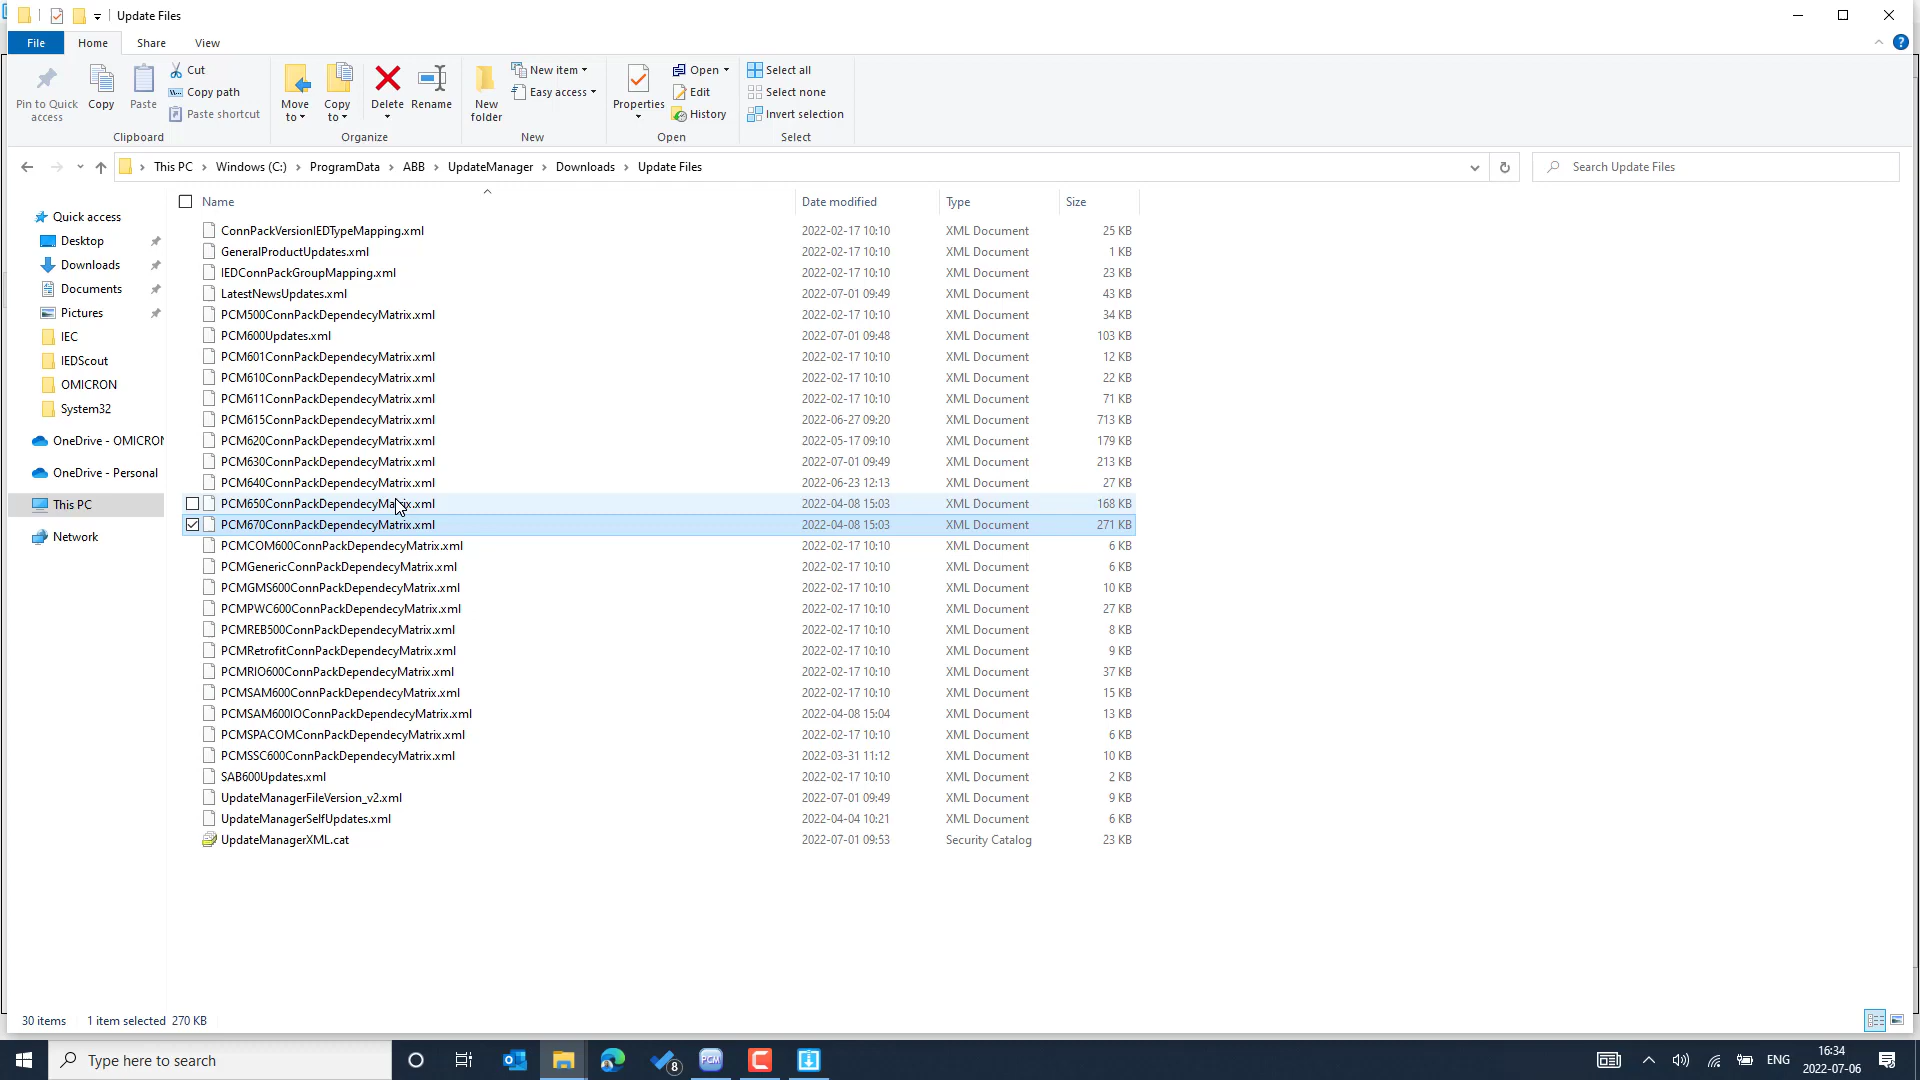 Update Files
File Home Share View
Pin to Quick access
Copy
Paste
Cut
Copy path
Paste shortcut
Clipboard
Move to
Copy to
Delete
Rename
Organize
New folder
New item
Easy access
New
Properties
Open
Edit
History
Open
Select all
Select none
Invert selection
Select
This PC > Windows (C:) > ProgramData > ABB > UpdateManager > Downloads > Update Files
Search Update Files
Quick access
Desktop
Downloads
Documents
Pictures
IEC
IEDScout
OMICRON
System32
OneDrive - OMICRON
OneDrive - Personal
This PC
Network
Name Date modified Type Size
ConnPackVersionIEDTypeMapping.xml 2022-02-17 10:10 XML Document 25 KB
GeneralProductUpdates.xml 2022-02-17 10:10 XML Document 1 KB
IEDConnPackGroupMapping.xml 2022-02-17 10:10 XML Document 23 KB
LatestNewsUpdates.xml 2022-07-01 09:49 XML Document 43 KB
PCM500ConnPackDependecyMatrix.xml 2022-02-17 10:10 XML Document 34 KB
PCM600Updates.xml 2022-07-01 09:48 XML Document 103 KB
PCM601ConnPackDependecyMatrix.xml 2022-02-17 10:10 XML Document 12 KB
PCM610ConnPackDependecyMatrix.xml 2022-02-17 10:10 XML Document 22 KB
PCM611ConnPackDependecyMatrix.xml 2022-02-17 10:10 XML Document 71 KB
PCM615ConnPackDependecyMatrix.xml 2022-06-27 09:20 XML Document 713 KB
PCM620ConnPackDependecyMatrix.xml 2022-05-17 09:10 XML Document 179 KB
PCM630ConnPackDependecyMatrix.xml 2022-07-01 09:49 XML Document 213 KB
PCM640ConnPackDependecyMatrix.xml 2022-06-23 12:13 XML Document 27 KB
PCM650ConnPackDependecyMatrix.xml 2022-04-08 15:03 XML Document 168 KB
PCM670ConnPackDependecyMatrix.xml 2022-04-08 15:03 XML Document 271 KB
PCMCOM600ConnPackDependecyMatrix.xml 2022-02-17 10:10 XML Document 6 KB
PCMGenericConnPackDependecyMatrix.xml 2022-02-17 10:10 XML Document 6 KB
PCMGMS600ConnPackDependecyMatrix.xml 2022-02-17 10:10 XML Document 10 KB
PCMPWC600ConnPackDependecyMatrix.xml 2022-02-17 10:10 XML Document 27 KB
PCMREB500ConnPackDependecyMatrix.xml 2022-02-17 10:10 XML Document 8 KB
PCMRetrofitConnPackDependecyMatrix.xml 2022-02-17 10:10 XML Document 9 KB
PCMRIO600ConnPackDependecyMatrix.xml 2022-02-17 10:10 XML Document 37 KB
PCMSAM600ConnPackDependecyMatrix.xml 2022-02-17 10:10 XML Document 15 KB
PCMSAM600IOConnPackDependecyMatrix.xml 2022-04-08 15:04 XML Document 13 KB
PCMSPACOMConnPackDependecyMatrix.xml 2022-02-17 10:10 XML Document 6 KB
PCMSSC600ConnPackDependecyMatrix.xml 2022-03-31 11:12 XML Document 10 KB
SAB600Updates.xml 2022-02-17 10:10 XML Document 2 KB
UpdateManagerFileVersion_v2.xml 2022-07-01 09:49 XML Document 9 KB
UpdateManagerSelfUpdates.xml 2022-04-04 10:21 XML Document 6 KB
UpdateManagerXML.cat 2022-07-01 09:53 Security Catalog 23 KB
30 items 1 item selected 270 KB
Type here to search
8
PCM
ENG
16:34
2022-07-06